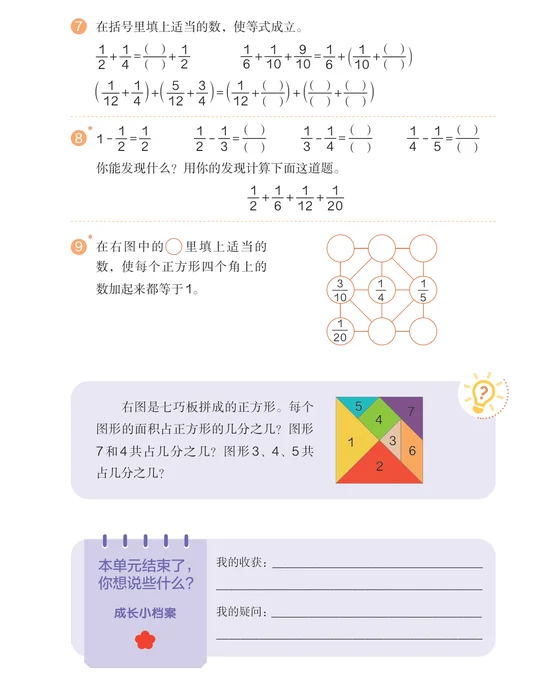 7 在括号里填上适当的数，使等式成立。
1/2+1/4=( )/( )+1/2 1/6+1/10+9/10=1/6+(1/10+( )/( ))
(1/12+1/4)+(5/12+3/4)=(1/12+( )/( ))+(( )/( )+( )/( ))
8* 1-1/2=1/2 1/2-1/3=( )/( ) 1/3-1/4=( )/( ) 1/4-1/5=( )/( )
你能发现什么？用你的发现计算下面这道题。
1/2+1/6+1/12+1/20
9* 在右图中的○里填上适当的
数，使每个正方形四个角上的
数加起来都等于1。
3/10 1/4 1/5
1/20
右图是七巧板拼成的正方形。每个
图形的面积占正方形的几分之几？图形
7和4共占几分之几？图形3、4、5共
占几分之几？
5 4 7
1 3 6
2
?
本单元结束了，
你想说些什么？
成长小档案
我的收获：
我的疑问：